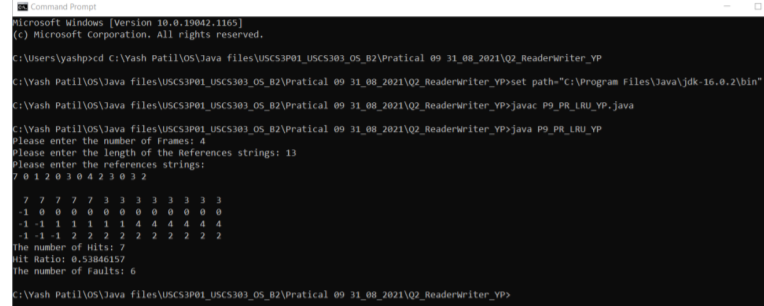 Command Prompt
Microsoft Windows [Version 10.0.19042.1165]
(c) Microsoft Corporation. All rights reserved.
C:\Users\yashp>cd C:\Yash Patil\OS\Java files\USCS3P01_USCS303_OS_B2\Pratical 09 31_08_2021\Q2_ReaderWriter_YP
C:\Yash Patil\OS\Java files\USCS3P01_USCS303_OS_B2\Pratical 09 31_08_2021\Q2_ReaderWriter_YP>set path="C:\Program Files\Java\jdk-16.0.2\bin"
C:\Yash Patil\OS\Java files\USCS3P01_USCS303_OS_B2\Pratical 09 31_08_2021\Q2_ReaderWriter_YP>javac P9_PR_LRU_YP.java
C:\Yash Patil\OS\Java files\USCS3P01_USCS303_OS_B2\Pratical 09 31_08_2021\Q2_ReaderWriter_YP>java P9_PR_LRU_YP
Please enter the number of Frames: 4
Please enter the length of the References strings: 13
Please enter the references strings:
7 0 1 2 0 3 0 4 2 3 0 3 2
7 7 7 7 7 3 3 3 3 3 3 3 3
-1 0 0 0 0 0 0 0 0 0 0 0 0
-1 -1 1 1 1 1 1 4 4 4 4 4 4
-1 -1 -1 2 2 2 2 2 2 2 2 2 2
The number of Hits: 7
Hit Ratio: 0.53846157
The number of Faults: 6
C:\Yash Patil\OS\Java files\USCS3P01_USCS303_OS_B2\Pratical 09 31_08_2021\Q2_ReaderWriter_YP>